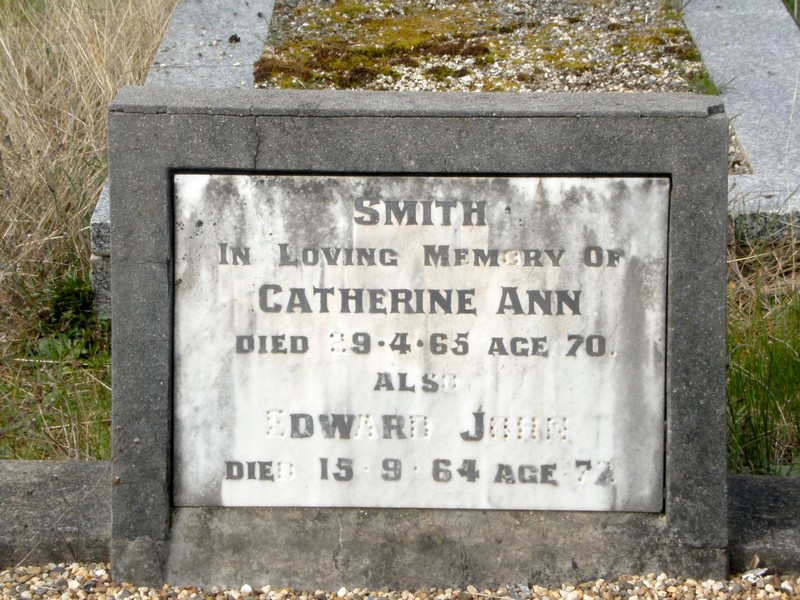 SMITH
IN LOVING MEMORY OF
CATHERINE ANN
DIED 29·4·65 AGE 70.
ALSO
EDWARD JOHN
DIED 15·9·64 AGE 72